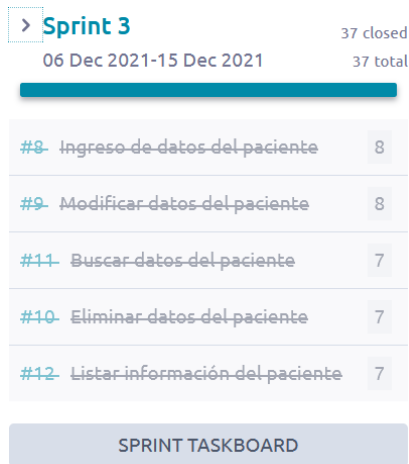 Sprint 3
37 closed
06 Dec 2021-15 Dec 2021
37 total
#8 Ingreso de datos del paciente 8
#9 Modificar datos del paciente 8
#11 Buscar datos del paciente 7
#10 Eliminar datos del paciente 7
#12 Listar información del paciente 7
SPRINT TASKBOARD